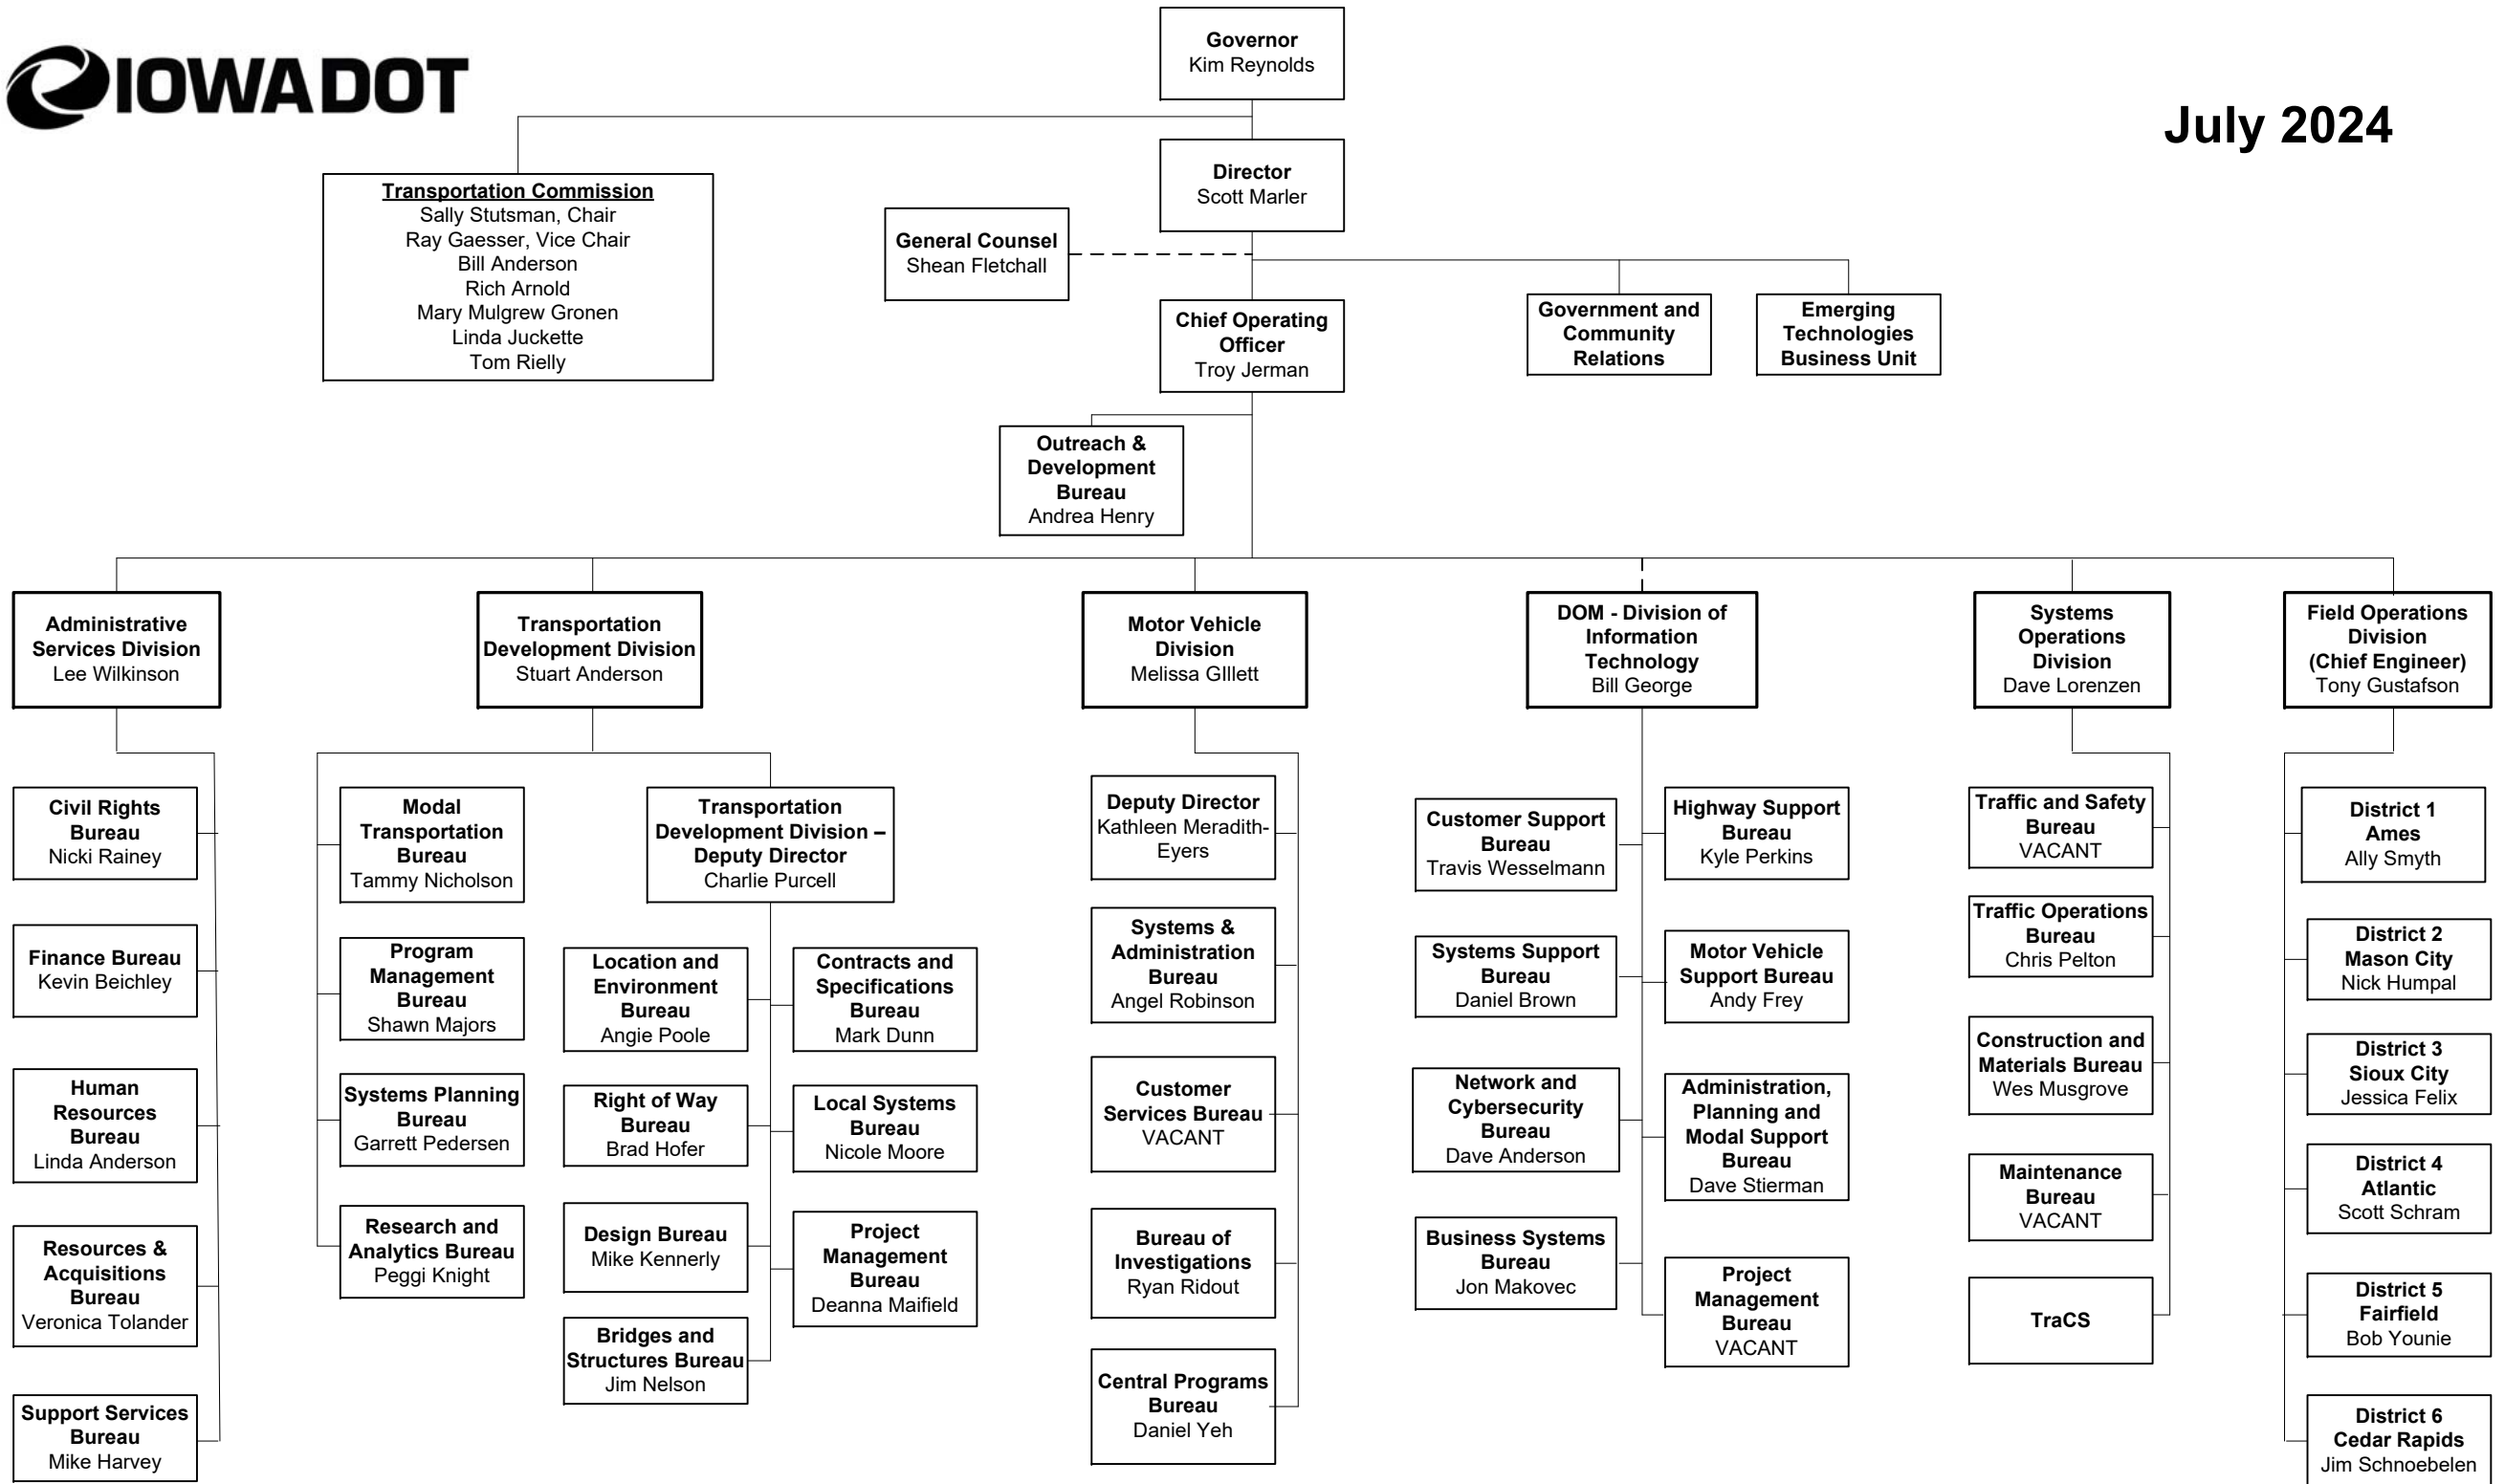 IOWADOT
July 2024
Governor
Kim Reynolds
Director
Scott Marler
Transportation Commission
Sally Stutsman, Chair
Ray Gaesser, Vice Chair
Bill Anderson
Rich Arnold
Mary Mulgrew Gronen
Linda Juckette
Tom Rielly
General Counsel
Shean Fletchall
Chief Operating
Officer
Troy Jerman
Government and
Community
Relations
Emerging
Technologies
Business Unit
Outreach &
Development
Bureau
Andrea Henry
Administrative
Services Division
Lee Wilkinson
Transportation
Development Division
Stuart Anderson
Motor Vehicle
Division
Melissa GIllett
DOM - Division of
Information
Technology
Bill George
Systems
Operations
Division
Dave Lorenzen
Field Operations
Division
(Chief Engineer)
Tony Gustafson
Civil Rights
Bureau
Nicki Rainey
Finance Bureau
Kevin Beichley
Human
Resources
Bureau
Linda Anderson
Resources &
Acquisitions
Bureau
Veronica Tolander
Support Services
Bureau
Mike Harvey
Modal
Transportation
Bureau
Tammy Nicholson
Program
Management
Bureau
Shawn Majors
Systems Planning
Bureau
Garrett Pedersen
Research and
Analytics Bureau
Peggi Knight
Transportation
Development Division –
Deputy Director
Charlie Purcell
Location and
Environment
Bureau
Angie Poole
Right of Way
Bureau
Brad Hofer
Design Bureau
Mike Kennerly
Bridges and
Structures Bureau
Jim Nelson
Contracts and
Specifications
Bureau
Mark Dunn
Local Systems
Bureau
Nicole Moore
Project
Management
Bureau
Deanna Maifield
Deputy Director
Kathleen Meradith-
Eyers
Systems &
Administration
Bureau
Angel Robinson
Customer
Services Bureau
VACANT
Bureau of
Investigations
Ryan Ridout
Central Programs
Bureau
Daniel Yeh
Customer Support
Bureau
Travis Wesselmann
Systems Support
Bureau
Daniel Brown
Network and
Cybersecurity
Bureau
Dave Anderson
Business Systems
Bureau
Jon Makovec
Highway Support
Bureau
Kyle Perkins
Motor Vehicle
Support Bureau
Andy Frey
Administration,
Planning and
Modal Support
Bureau
Dave Stierman
Project
Management
Bureau
VACANT
Traffic and Safety
Bureau
VACANT
Traffic Operations
Bureau
Chris Pelton
Construction and
Materials Bureau
Wes Musgrove
Maintenance
Bureau
VACANT
TraCS
District 1
Ames
Ally Smyth
District 2
Mason City
Nick Humpal
District 3
Sioux City
Jessica Felix
District 4
Atlantic
Scott Schram
District 5
Fairfield
Bob Younie
District 6
Cedar Rapids
Jim Schnoebelen